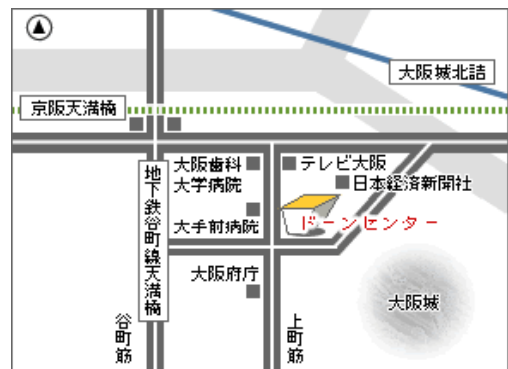 大阪城北詰
京阪天満橋
大阪歯科
大学病院
テレビ大阪
日本経済新聞社
地下鉄谷町線天満橋
大手前病院
ドーンセンター
大阪府庁
大阪城
谷町筋
上町筋